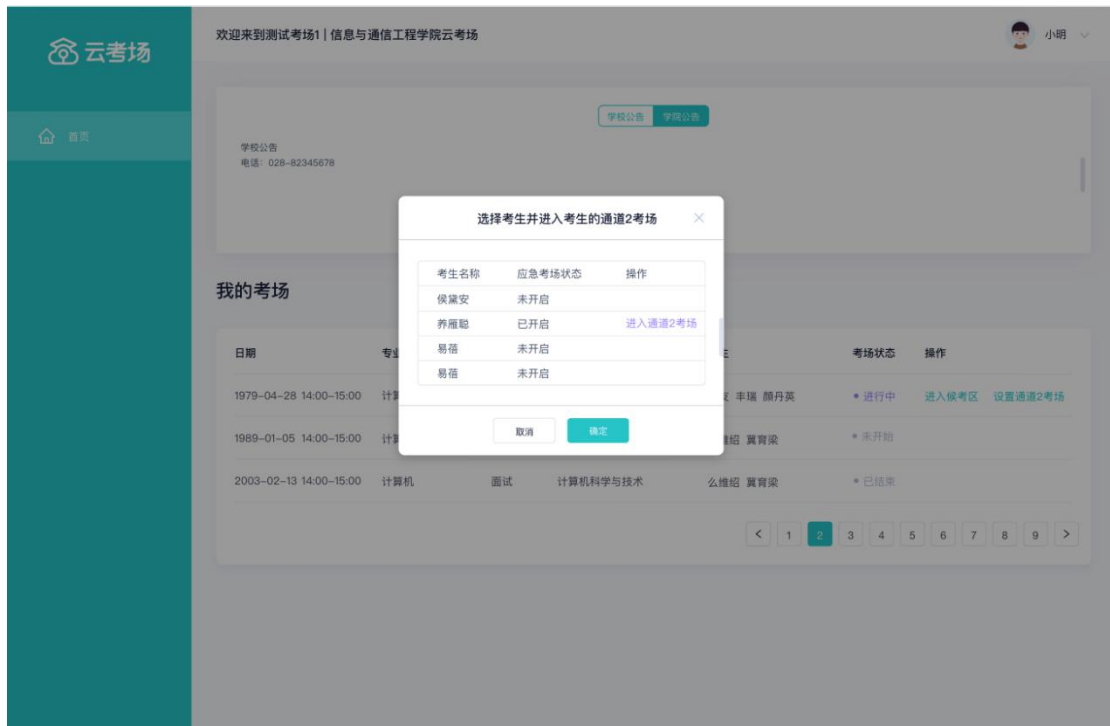 云考场
欢迎来到测试考场1 | 信息与通信工程学院云考场
小明
首页
学校公告 学院公告
学校公告
电话：028-82345678
选择考生并进入考生的通道2考场
考生名称 应急考场状态 操作
侯黛安 未开启
养雁聪 已开启 进入通道2考场
易蓓 未开启
易蓓 未开启
取消 确定
我的考场
日期 考场状态 操作
1979-04-28 14:00-15:00 丰瑞 颜丹英 进行中 进入候考区 设置通道2考场
1989-01-05 14:00-15:00 冀育梁 未开始
2003-02-13 14:00-15:00 计算机 面试 计算机科学与技术 么维绍 冀育梁 已结束
< 1 2 3 4 5 6 7 8 9 >